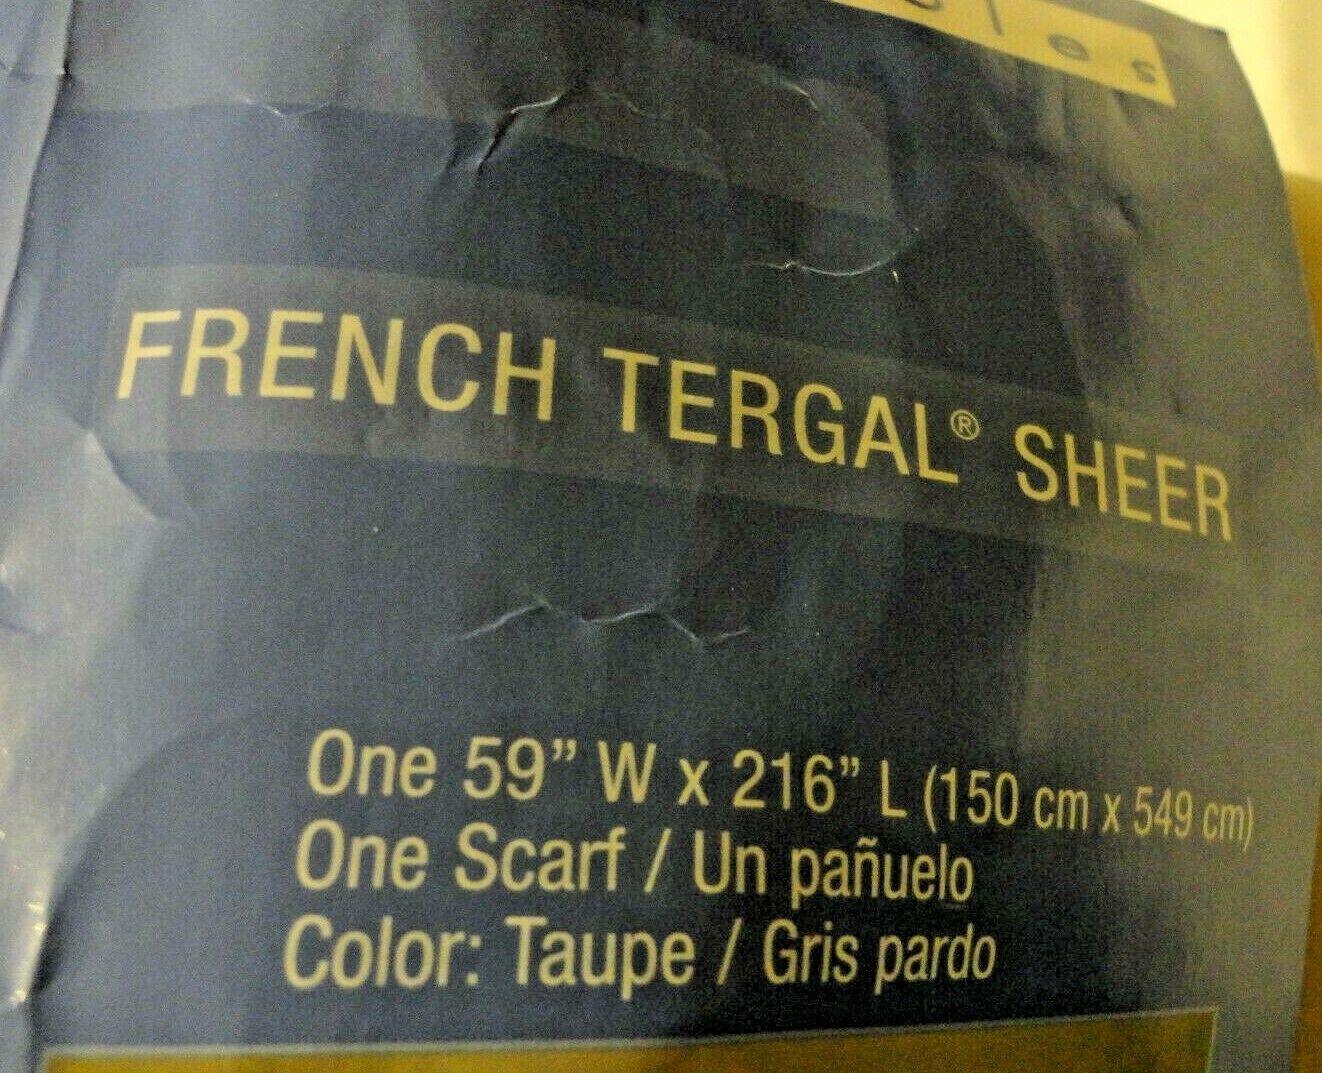 FRENCH TERGAL® SHEER
One 59” W x 216” L (150 cm x 549 cm)
One Scarf / Un pañuelo
Color: Taupe / Gris pardo